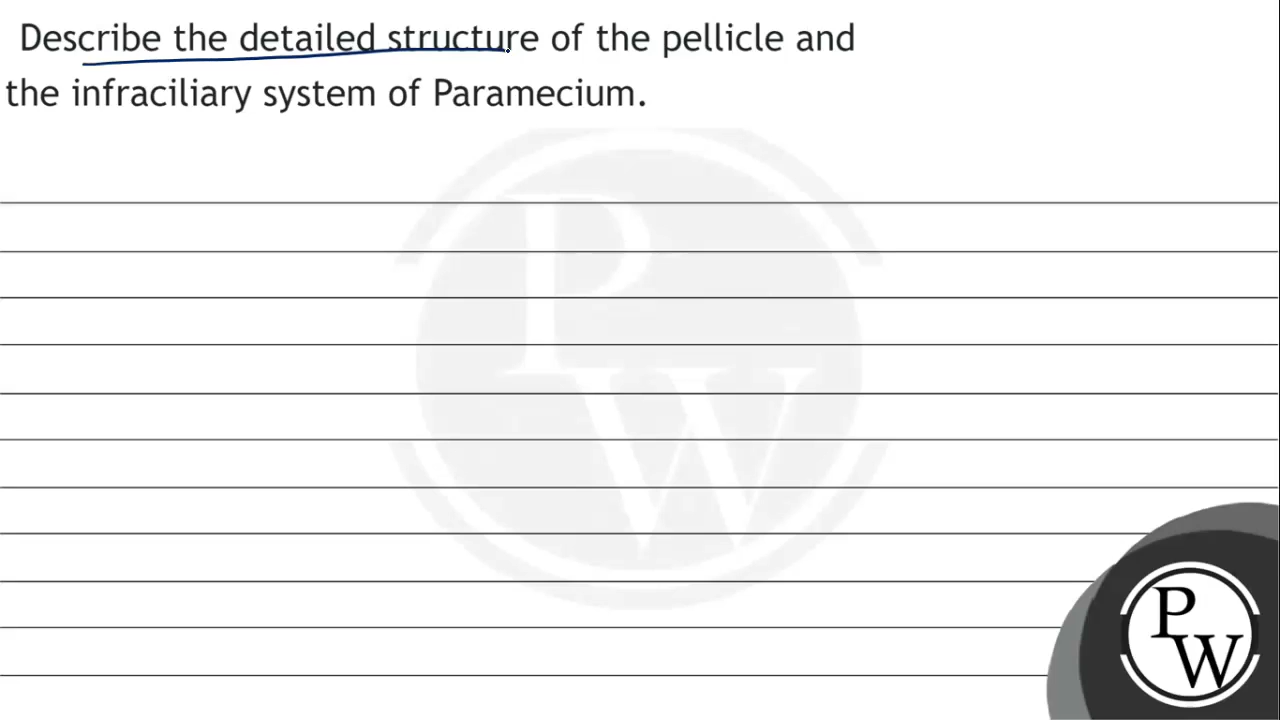 Describe the detailed structure of the pellicle and
the infraciliary system of Paramecium.
P
W
P
W